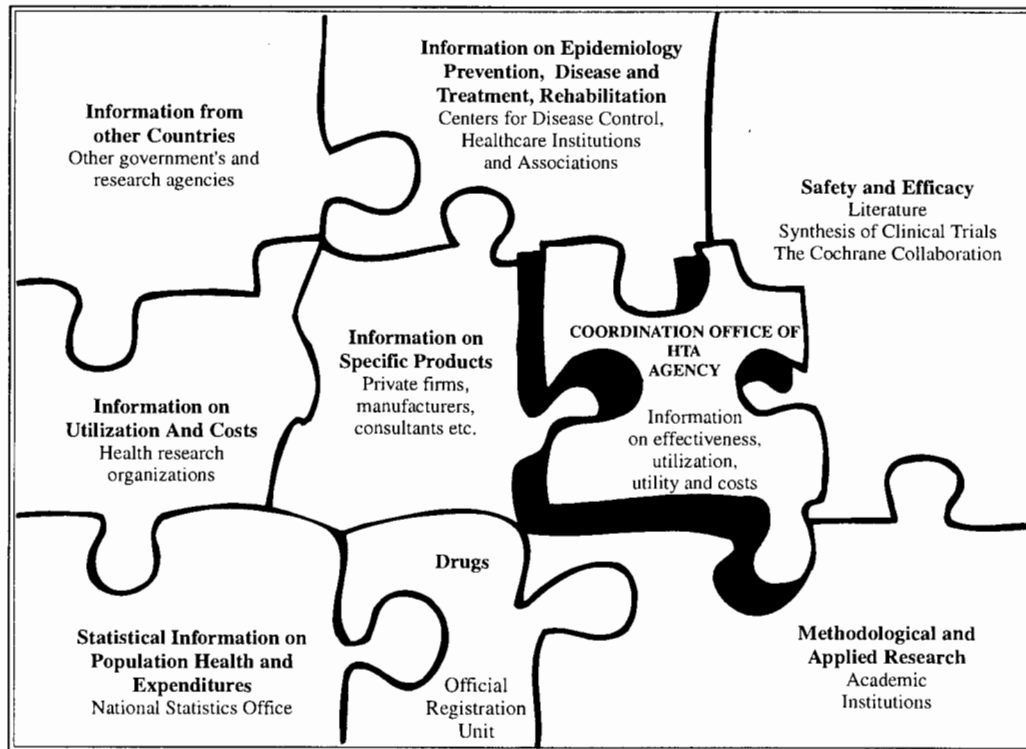 Information from
other Countries
Other government's and
research agencies
Information on Epidemiology
Prevention, Disease and
Treatment, Rehabilitation
Centers for Disease Control,
Healthcare Institutions
and Associations
Safety and Efficacy
Literature
Synthesis of Clinical Trials
The Cochrane Collaboration
Information on
Utilization And Costs
Health research
organizations
Information on
Specific Products
Private firms,
manufacturers,
consultants etc.
COORDINATION OFFICE OF
HTA
AGENCY
Information
on effectiveness,
utilization,
utility and costs
Statistical Information on
Population Health and
Expenditures
National Statistics Office
Drugs
Official
Registration
Unit
Methodological and
Applied Research
Academic
Institutions